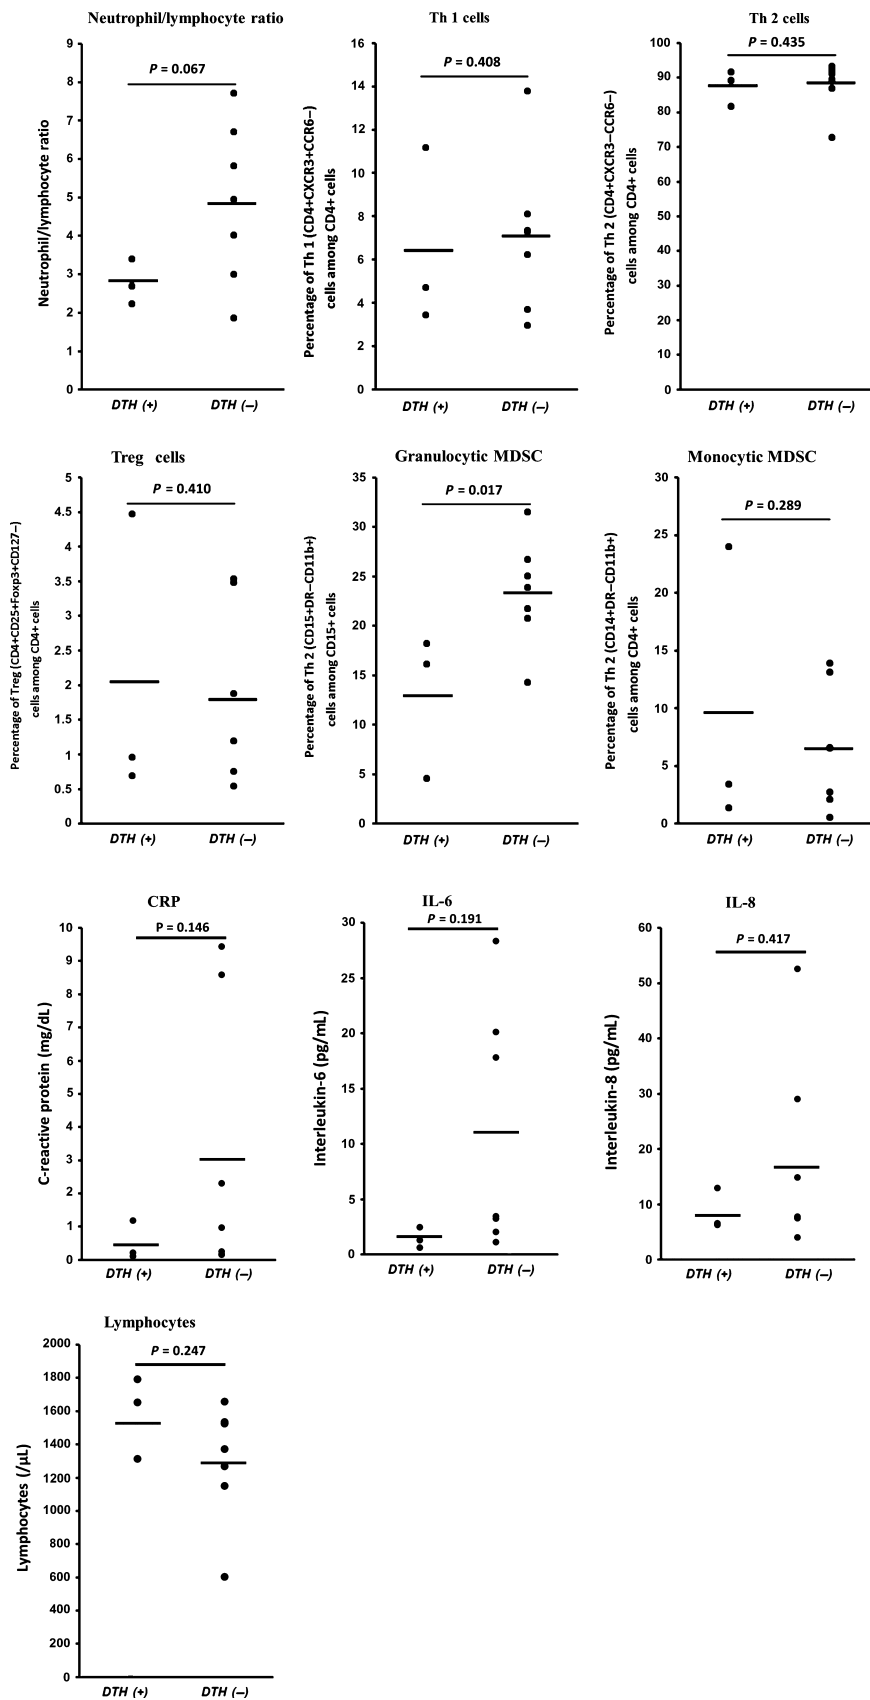 Neutrophil/lymphocyte ratio
Neutrophil/lymphocyte ratio
9
8
7
6
5
4
3
2
1
0
P = 0.067
DTH (+)
DTH (–)
Th 1 cells
Percentage of Th 1 (CD4+CXCR3+CCR6–)
cells among CD4+ cells
16
14
12
10
8
6
4
2
0
P = 0.408
DTH (+)
DTH (–)
Th 2 cells
Percentage of Th 2 (CD4+CXCR3–CCR6–)
cells among CD4+ cells
100
90
80
70
60
50
40
30
20
10
0
P = 0.435
DTH (+)
DTH (–)
Treg cells
Percentage of Treg (CD4+CD25+Foxp3+CD127–)
cells among CD4+ cells
5
4.5
4
3.5
3
2.5
2
1.5
1
0.5
0
P = 0.410
DTH (+)
DTH (–)
Granulocytic MDSC
Percentage of Th 2 (CD15+DR–CD11b+)
cells among CD15+ cells
35
30
25
20
15
10
5
0
P = 0.017
DTH (+)
DTH (–)
Monocytic MDSC
Percentage of Th 2 (CD14+DR–CD11b+)
cells among CD4+ cells
30
25
20
15
10
5
0
P = 0.289
DTH (+)
DTH (–)
CRP
C-reactive protein (mg/dL)
10
9
8
7
6
5
4
3
2
1
0
P = 0.146
DTH (+)
DTH (–)
IL-6
Interleukin-6 (pg/mL)
30
25
20
15
10
5
0
P = 0.191
DTH (+)
DTH (–)
IL-8
Interleukin-8 (pg/mL)
60
50
40
30
20
10
0
P = 0.417
DTH (+)
DTH (–)
Lymphocytes
Lymphocytes (/μL)
2000
1800
1600
1400
1200
1000
800
600
400
200
0
P = 0.247
DTH (+)
DTH (–)